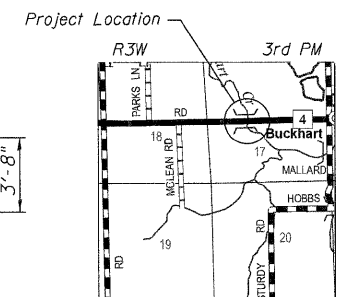 Project Location
R3W
3rd PM
PARKS LN
RD
4
18
Buckhart
17
MCLEAN RD
MALLARD
3'-8"
HOBBS
RD
19
20
RD
STURDY